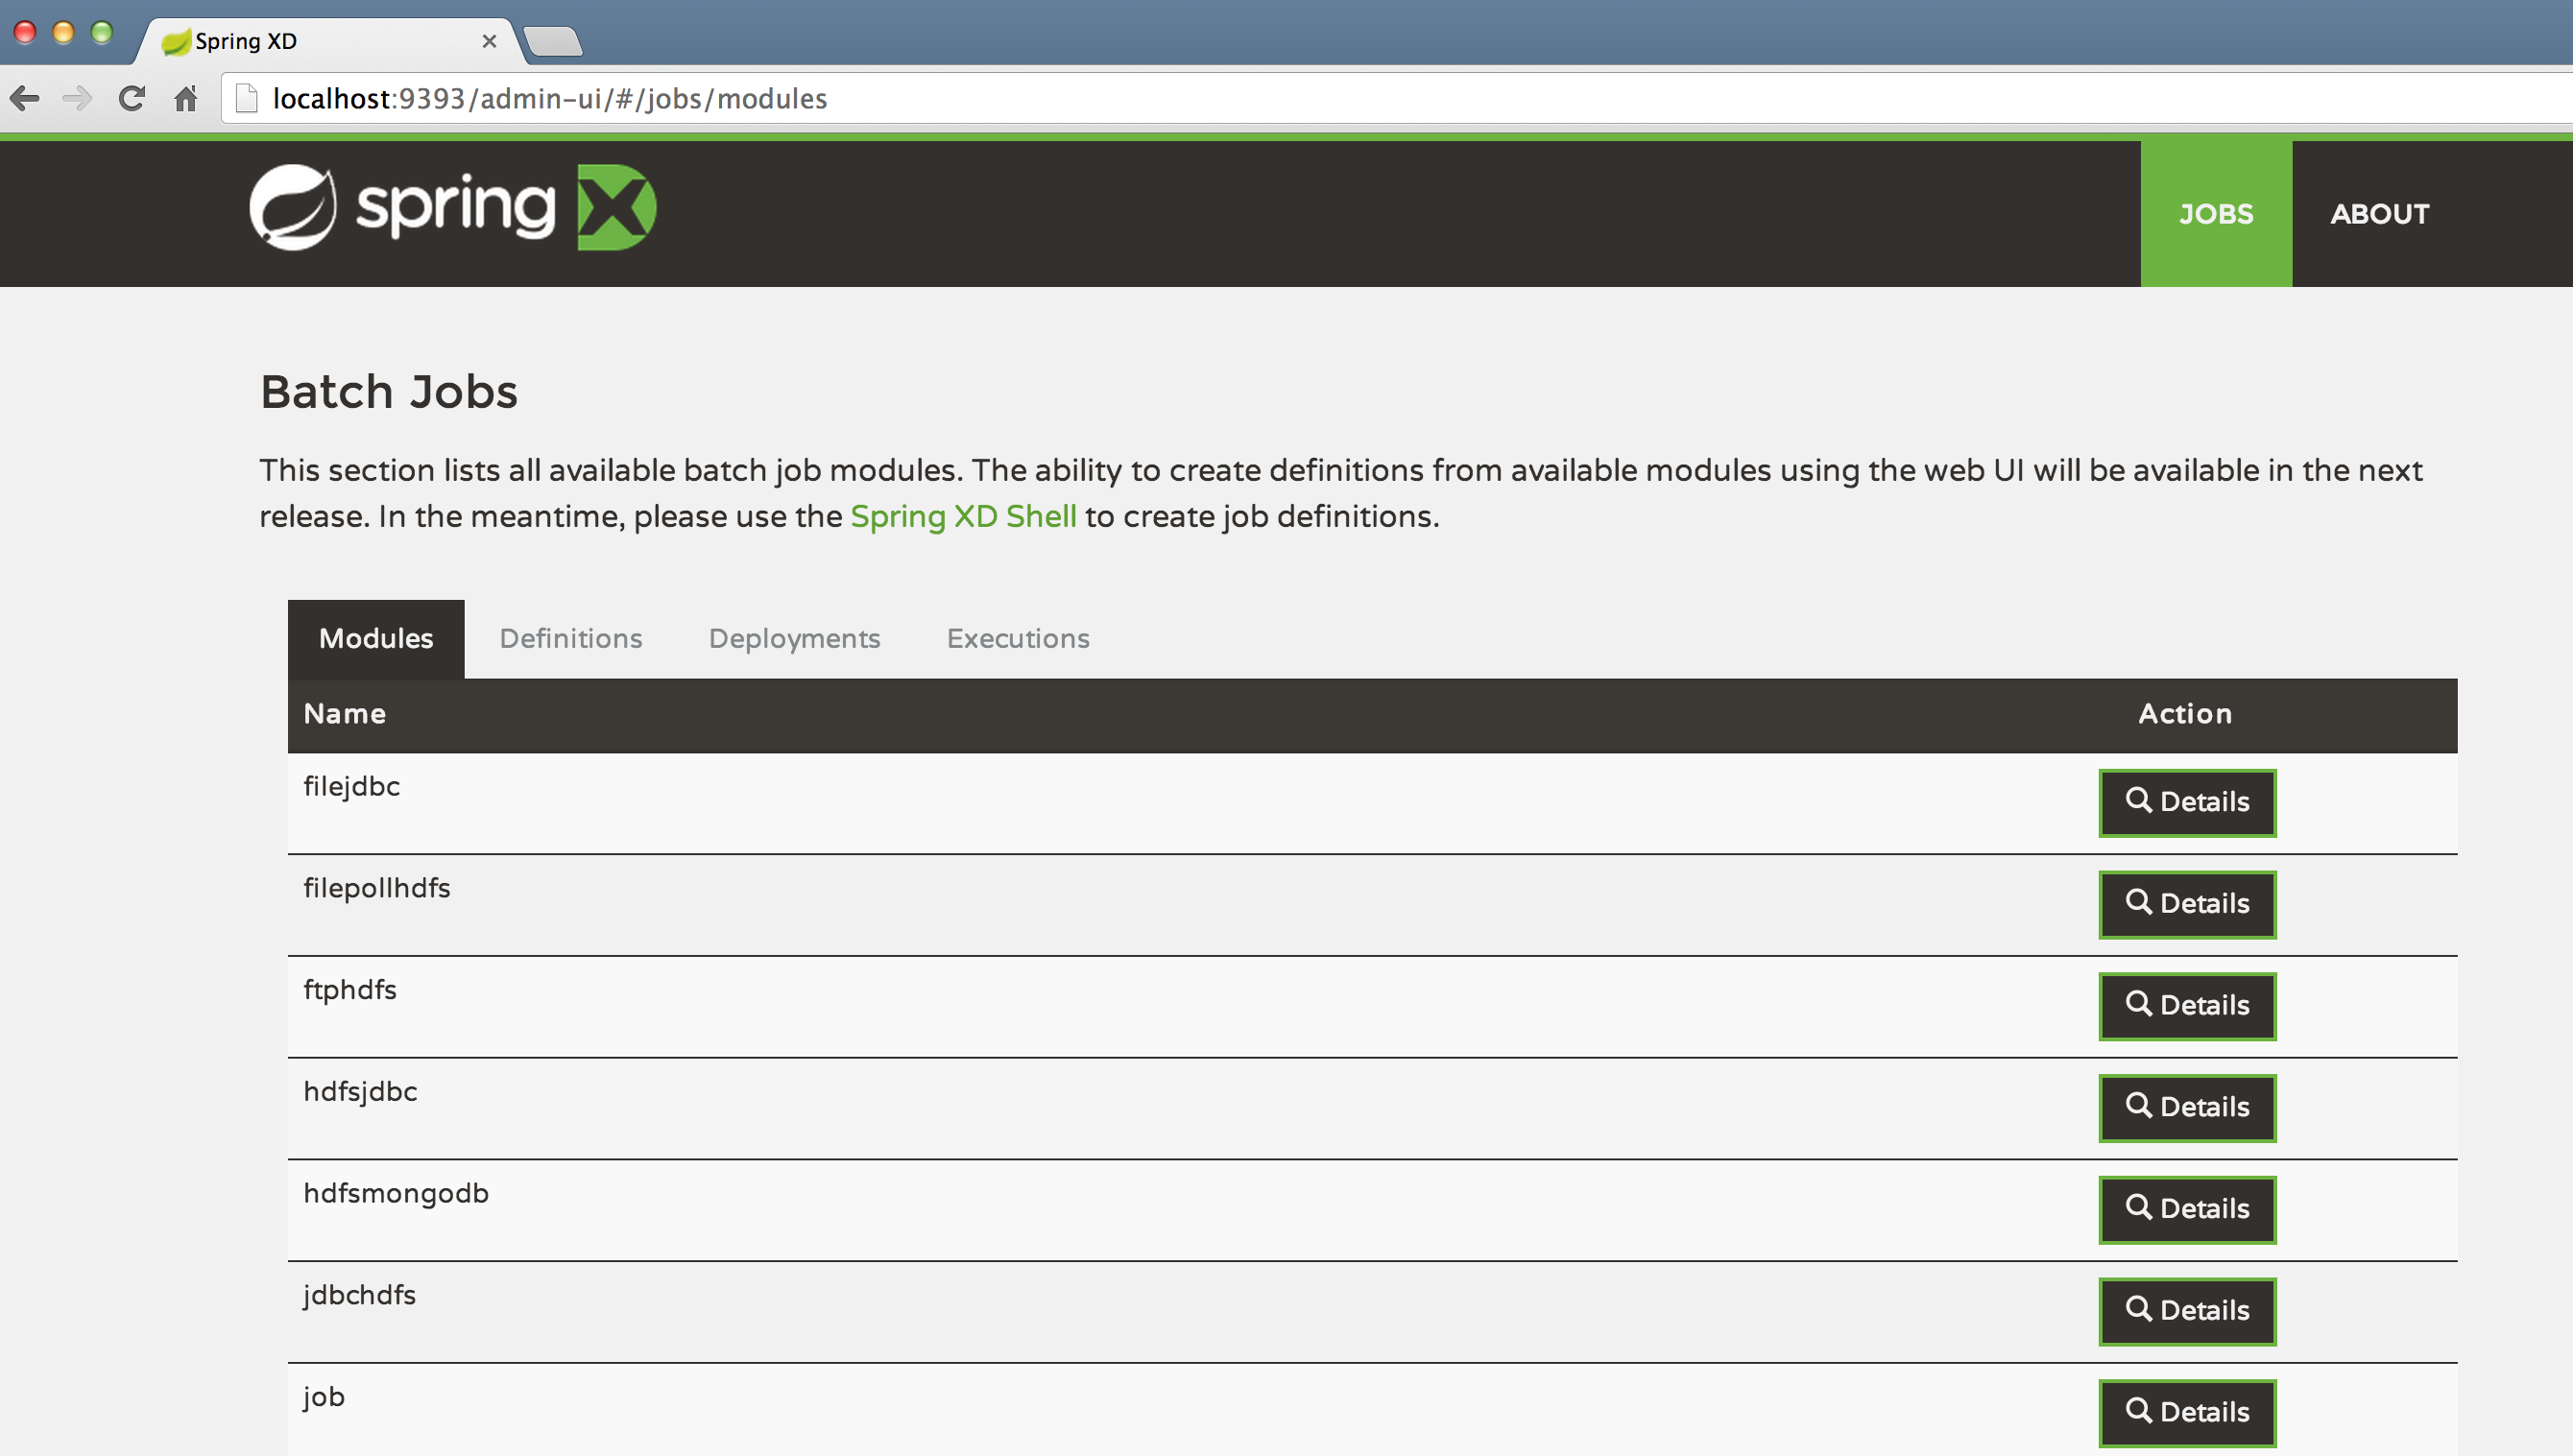 Spring XD
localhost:9393/admin-ui/#/jobs/modules
spring XD
JOBS
ABOUT
Batch Jobs
This section lists all available batch job modules. The ability to create definitions from available modules using the web UI will be available in the next
release. In the meantime, please use the Spring XD Shell to create job definitions.
Modules
Definitions
Deployments
Executions
Name
Action
filejdbc
Details
filepollhdfs
Details
ftphdfs
Details
hdfsjdbc
Details
hdfsmongodb
Details
jdbchdfs
Details
job
Details